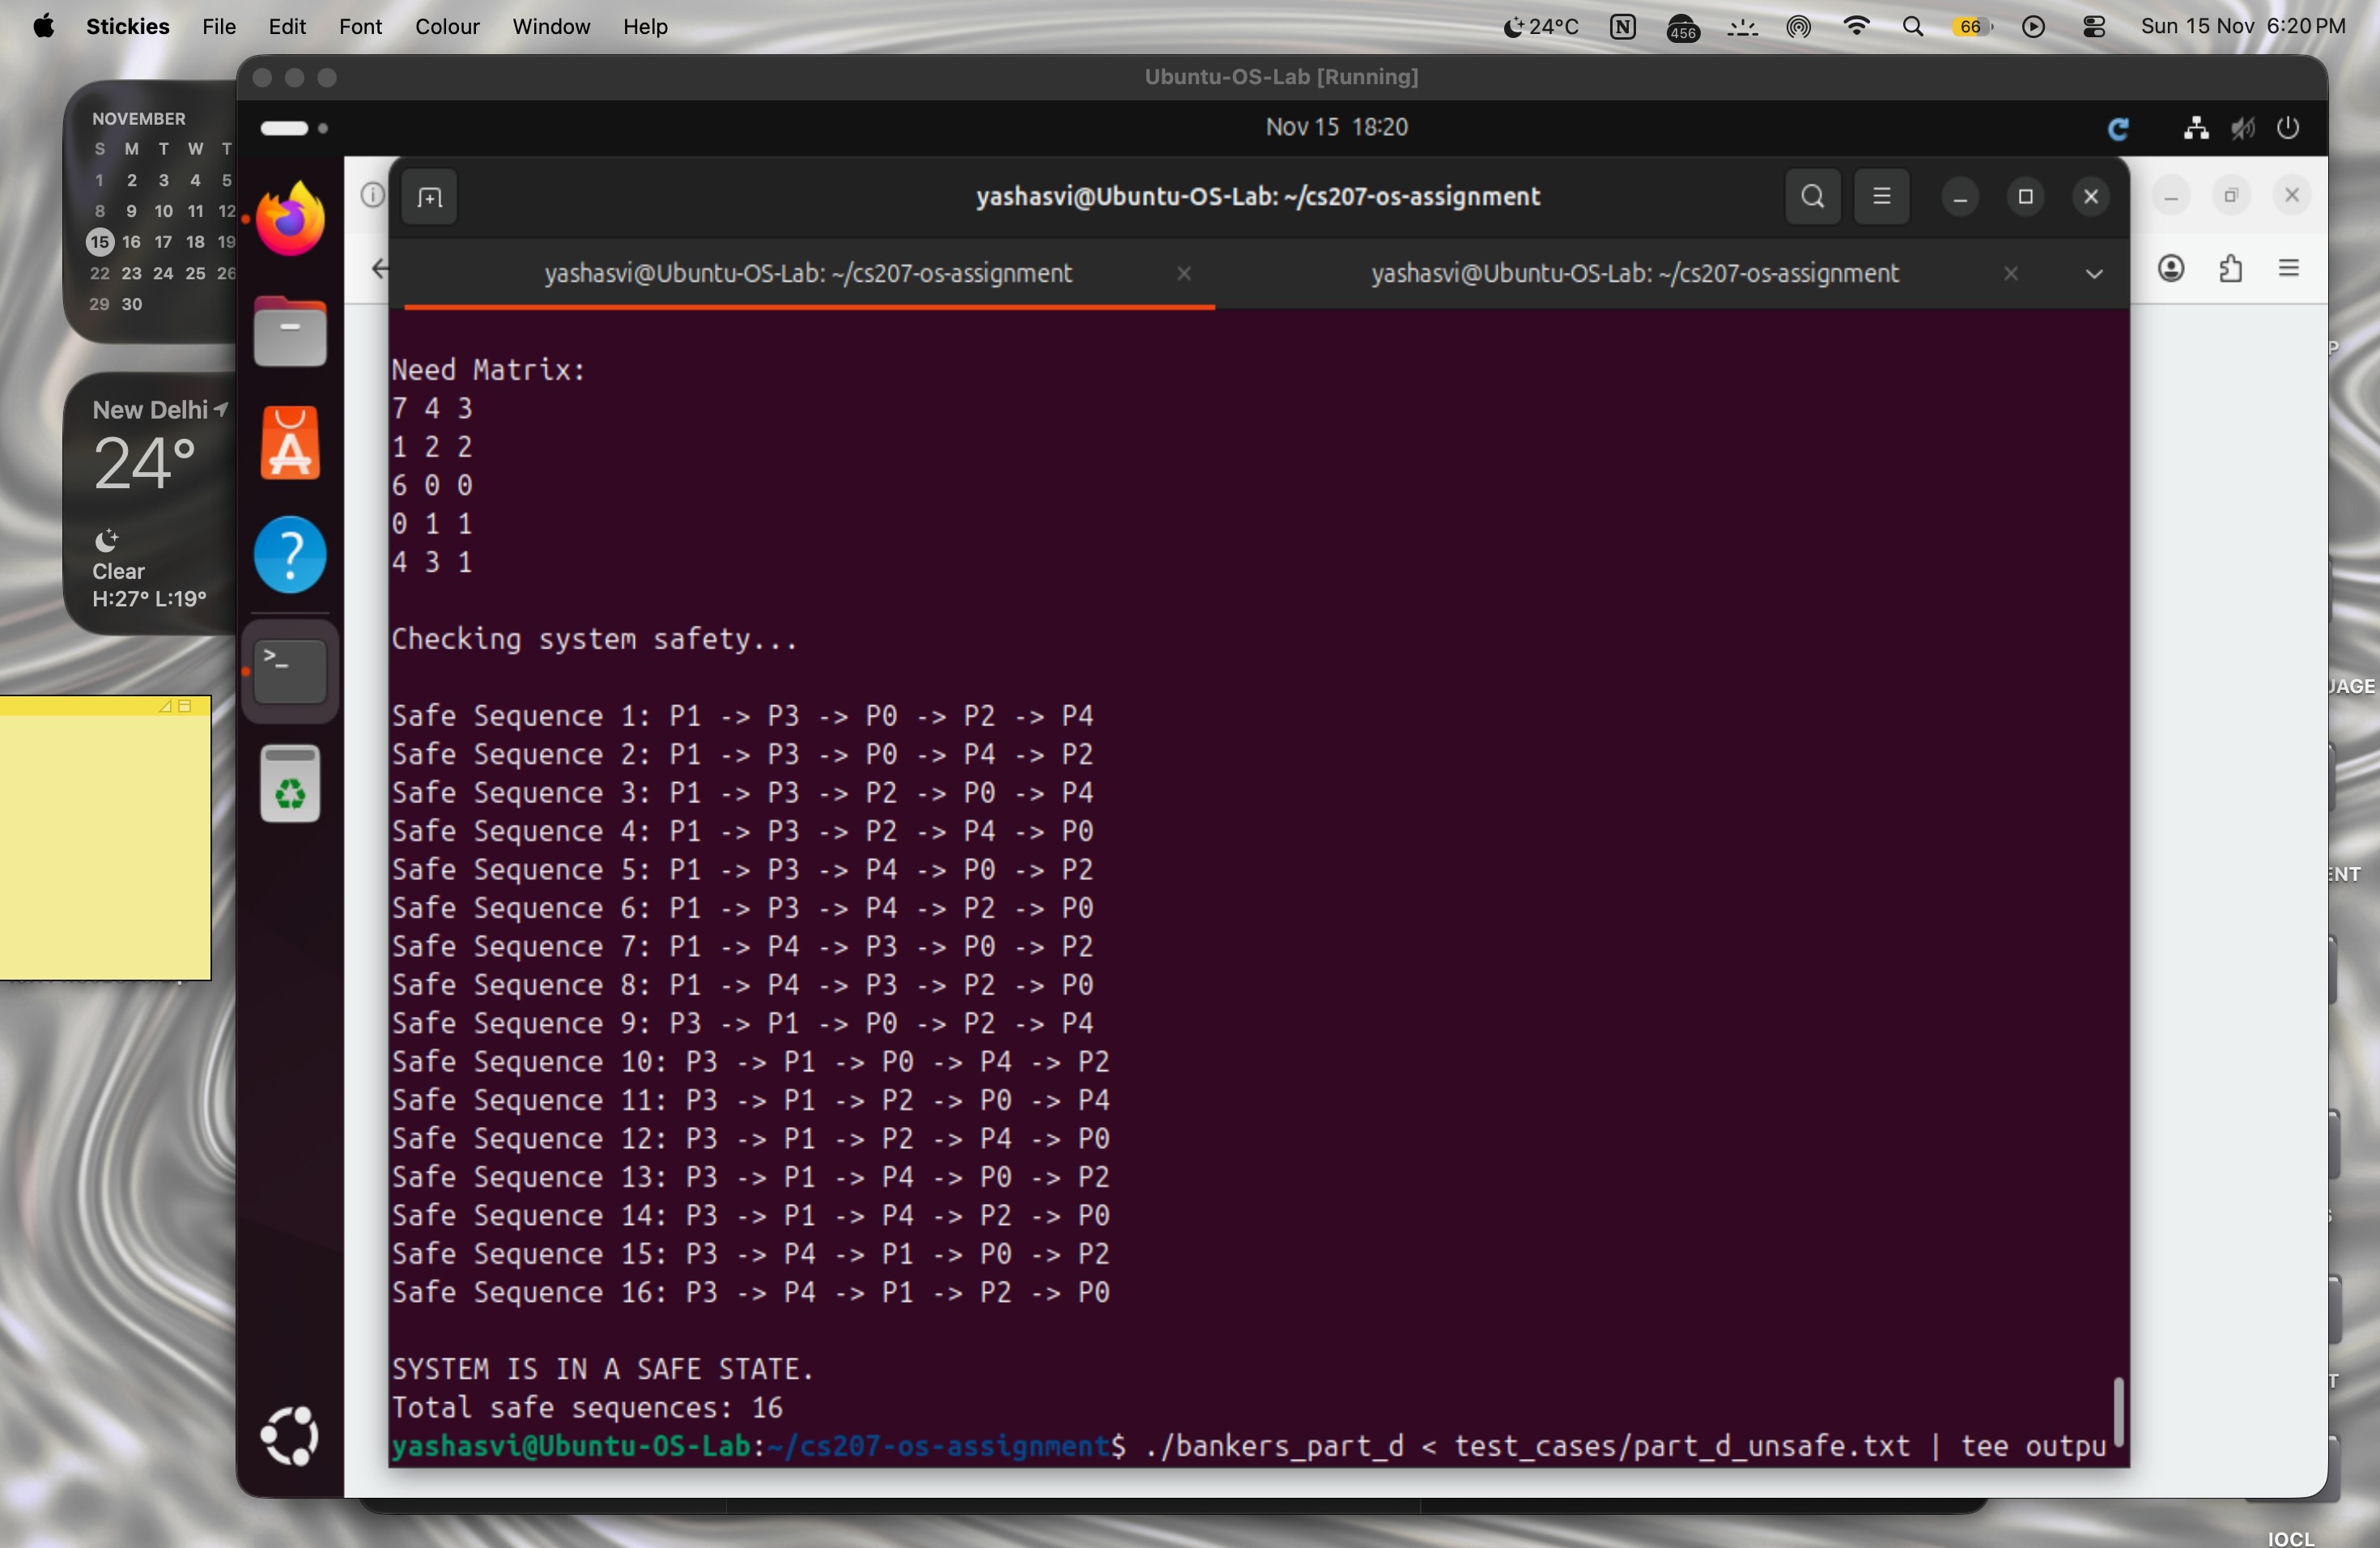 Stickies File Edit Font Colour Window Help 24°C 456 66 Sun 15 Nov 6:20 PM
Ubuntu-OS-Lab [Running]
Nov 15 18:20
NOVEMBER
S M T W T
1 2 3 4 5
8 9 10 11 12
15 16 17 18 19
22 23 24 25 26
29 30
New Delhi
24°
Clear
H:27° L:19°
yashasvi@Ubuntu-OS-Lab: ~/cs207-os-assignment
yashasvi@Ubuntu-OS-Lab: ~/cs207-os-assignment yashasvi@Ubuntu-OS-Lab: ~/cs207-os-assignment
Need Matrix:
7 4 3
1 2 2
6 0 0
0 1 1
4 3 1
Checking system safety...
Safe Sequence 1: P1 -> P3 -> P0 -> P2 -> P4
Safe Sequence 2: P1 -> P3 -> P0 -> P4 -> P2
Safe Sequence 3: P1 -> P3 -> P2 -> P0 -> P4
Safe Sequence 4: P1 -> P3 -> P2 -> P4 -> P0
Safe Sequence 5: P1 -> P3 -> P4 -> P0 -> P2
Safe Sequence 6: P1 -> P3 -> P4 -> P2 -> P0
Safe Sequence 7: P1 -> P4 -> P3 -> P0 -> P2
Safe Sequence 8: P1 -> P4 -> P3 -> P2 -> P0
Safe Sequence 9: P3 -> P1 -> P0 -> P2 -> P4
Safe Sequence 10: P3 -> P1 -> P0 -> P4 -> P2
Safe Sequence 11: P3 -> P1 -> P2 -> P0 -> P4
Safe Sequence 12: P3 -> P1 -> P2 -> P4 -> P0
Safe Sequence 13: P3 -> P1 -> P4 -> P0 -> P2
Safe Sequence 14: P3 -> P1 -> P4 -> P2 -> P0
Safe Sequence 15: P3 -> P4 -> P1 -> P0 -> P2
Safe Sequence 16: P3 -> P4 -> P1 -> P2 -> P0
SYSTEM IS IN A SAFE STATE.
Total safe sequences: 16
yashasvi@Ubuntu-OS-Lab:~/cs207-os-assignment$ ./bankers_part_d < test_cases/part_d_unsafe.txt | tee outpu
IOCL